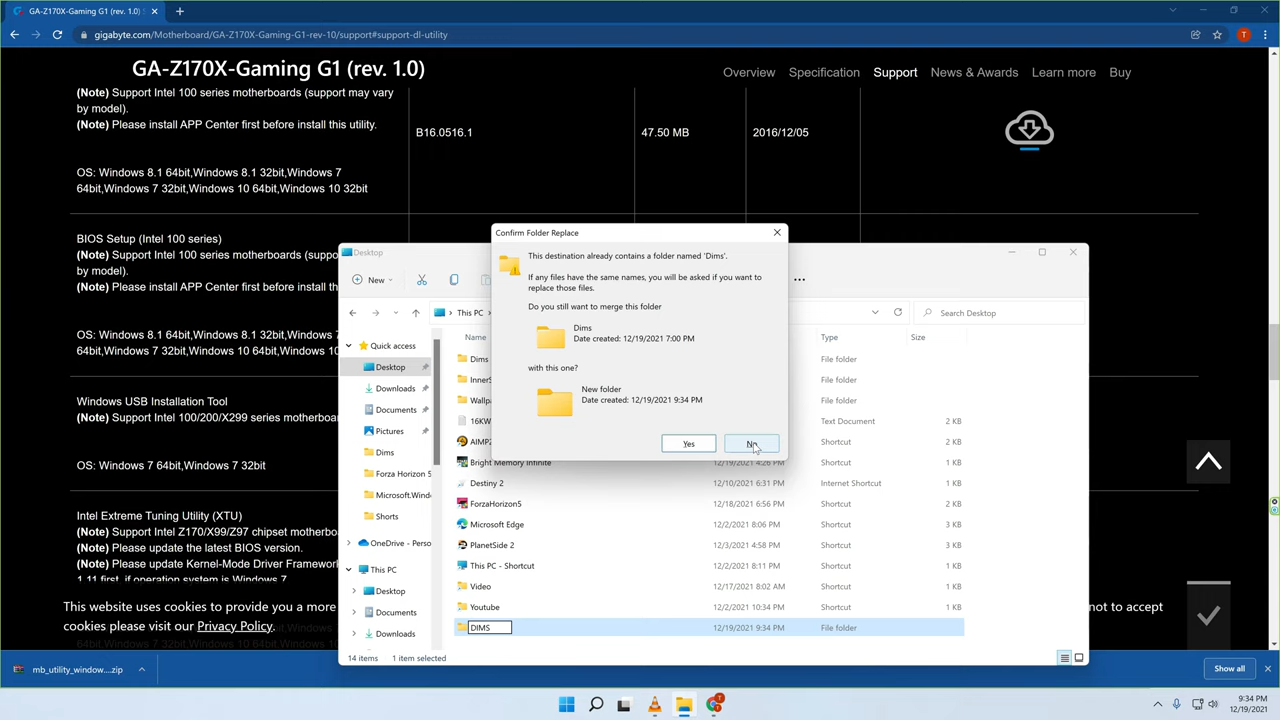 GA-Z170X-Gaming G1 (rev. 1.0)
gigabyte.com/Motherboard/GA-Z170X-Gaming-G1-rev-10/support#support-dl-utility
T
GA-Z170X-Gaming G1 (rev. 1.0)
Overview Specification Support News & Awards Learn more Buy
(Note) Support Intel 100 series motherboards (support may vary
by model).
(Note) Please install APP Center first before install this utility.
B16.0516.1 47.50 MB 2016/12/05
OS: Windows 8.1 64bit,Windows 8.1 32bit,Windows 7
64bit,Windows 7 32bit,Windows 10 64bit,Windows 10 32bit
BIOS Setup (Intel 100 series)
(Note) Support Intel 100 series motherboards (suppo
by model).
(Note) Please install APP Center first before install th
OS: Windows 8.1 64bit,Windows 8.1 32bit,Window
64bit,Windows 7 32bit,Windows 10 64bit,Windows 1
Windows USB Installation Tool
(Note) Support Intel 100/200/X299 series motherbo
OS: Windows 7 64bit,Windows 7 32bit
Intel Extreme Tuning Utility (XTU)
(Note) Support Intel Z170/X99/Z97 chipset motherbo
(Note) Please update the latest BIOS version.
(Note) Please update Kernel-Mode Driver Framework
1.11 first, if operation system is Windows 7
This website uses cookies to provide you a more
cookies please visit our Privacy Policy.
not to accept
Desktop
New
This PC
Search Desktop
Name Type Size
Quick access
Desktop
Downloads
Documents
Pictures
Dims
Forza Horizon 5
Microsoft.Wind
Shorts
OneDrive - Perso
This PC
Desktop
Documents
Downloads
Dims File folder
InnerS File folder
Wallpa File folder
16KW Text Document 2 KB
AIMP Shortcut 2 KB
Bright Memory Infinite 12/19/2021 4:26 PM Shortcut 1 KB
Destiny 2 12/10/2021 6:31 PM Internet Shortcut 1 KB
ForzaHorizon5 12/18/2021 6:56 PM Shortcut 1 KB
Microsoft Edge 12/2/2021 8:06 PM Shortcut 1 KB
PlanetSide 2 12/3/2021 4:58 PM Shortcut 3 KB
This PC - Shortcut 12/2/2021 8:11 PM Shortcut 1 KB
Video 12/17/2021 8:02 AM Shortcut 1 KB
Youtube 12/2/2021 10:34 PM Shortcut 1 KB
DIMS 12/19/2021 9:34 PM File folder
14 items 1 item selected
Confirm Folder Replace
This destination already contains a folder named 'Dims'.
If any files have the same names, you will be asked if you want to
replace those files.
Do you still want to merge this folder
Dims
Date created: 12/19/2021 7:00 PM
with this one?
New folder
Date created: 12/19/2021 9:34 PM
Yes No
mb_utility_window....zip
Show all
9:34 PM
12/19/2021